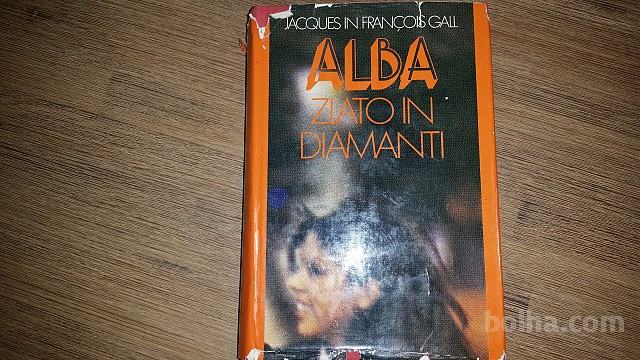 JACQUES IN FRANÇOIS GALL
ALBA
ZLATO IN
DIAMANTI
bolha.com